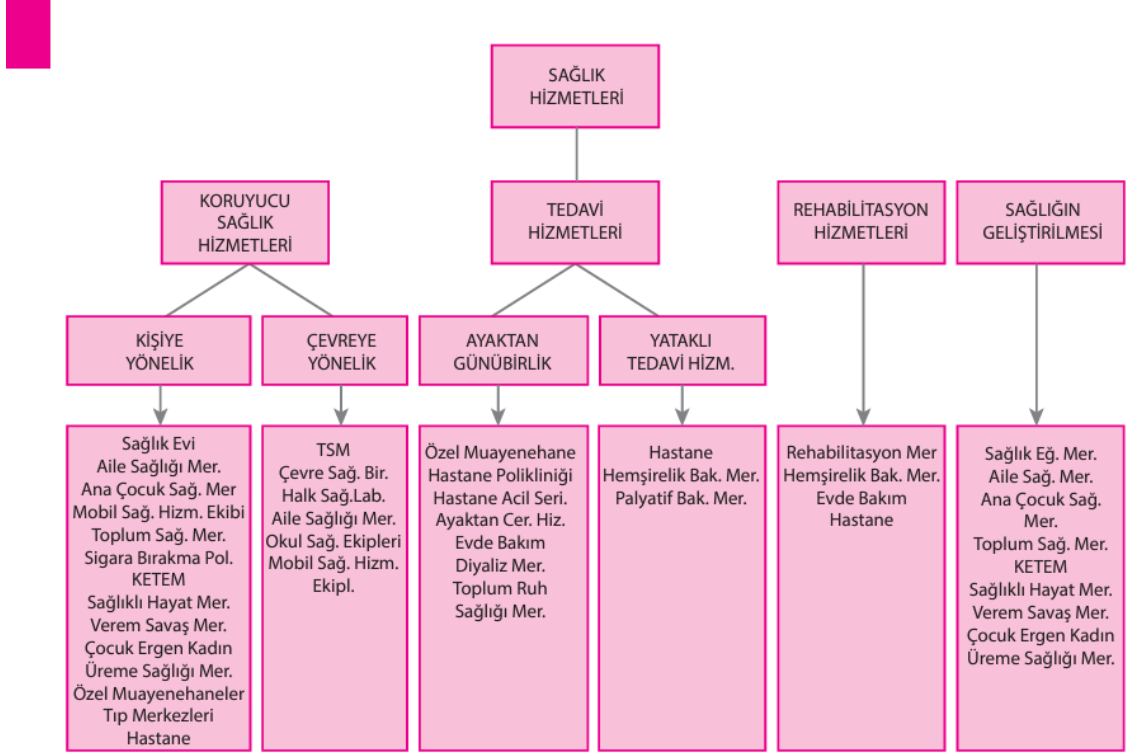 SAĞLIK
HİZMETLERİ
KORUYUCU
SAĞLIK
HİZMETLERİ
TEDAVİ
HİZMETLERİ
REHABİLİTASYON
HİZMETLERİ
SAĞLIĞIN
GELİŞTİRİLMESİ
KİŞİYE
YÖNELİK
ÇEVREYE
YÖNELİK
AYAKTAN
GÜNÜBİRLİK
YATAKLI
TEDAVİ HİZM.
Sağlık Evi
Aile Sağlığı Mer.
Ana Çocuk Sağ. Mer
Mobil Sağ. Hizm. Ekibi
Toplum Sağ. Mer.
Sigara Bırakma Pol.
KETEM
Sağlıklı Hayat Mer.
Verem Savaş Mer.
Çocuk Ergen Kadın
Üreme Sağlığı Mer.
Özel Muayenehaneler
Tıp Merkezleri
Hastane
TSM
Çevre Sağ. Bir.
Halk Sağ.Lab.
Aile Sağlığı Mer.
Okul Sağ. Ekipleri
Mobil Sağ. Hizm.
Ekipl.
Özel Muayenehane
Hastane Polikliniği
Hastane Acil Seri.
Ayaktan Cer. Hiz.
Evde Bakım
Diyaliz Mer.
Toplum Ruh
Sağlığı Mer.
Hastane
Hemşirelik Bak. Mer.
Palyatif Bak. Mer.
Rehabilitasyon Mer
Hemşirelik Bak. Mer.
Evde Bakım
Hastane
Sağlık Eğ. Mer.
Aile Sağ. Mer.
Ana Çocuk Sağ.
Mer.
Toplum Sağ. Mer.
KETEM
Sağlıklı Hayat Mer.
Verem Savaş Mer.
Çocuk Ergen Kadın
Üreme Sağlığı Mer.